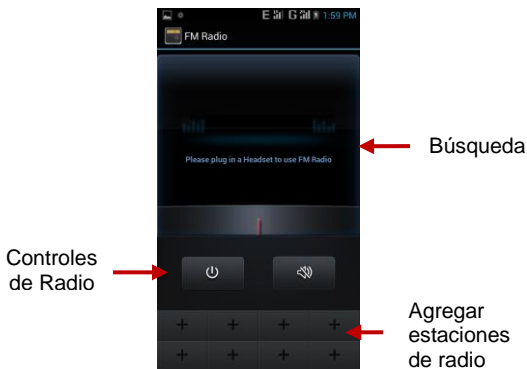 E G 1:59 PM
FM Radio
Please plug in a Headset to use FM Radio
Búsqueda
Controles
de Radio
Agregar
estaciones
de radio